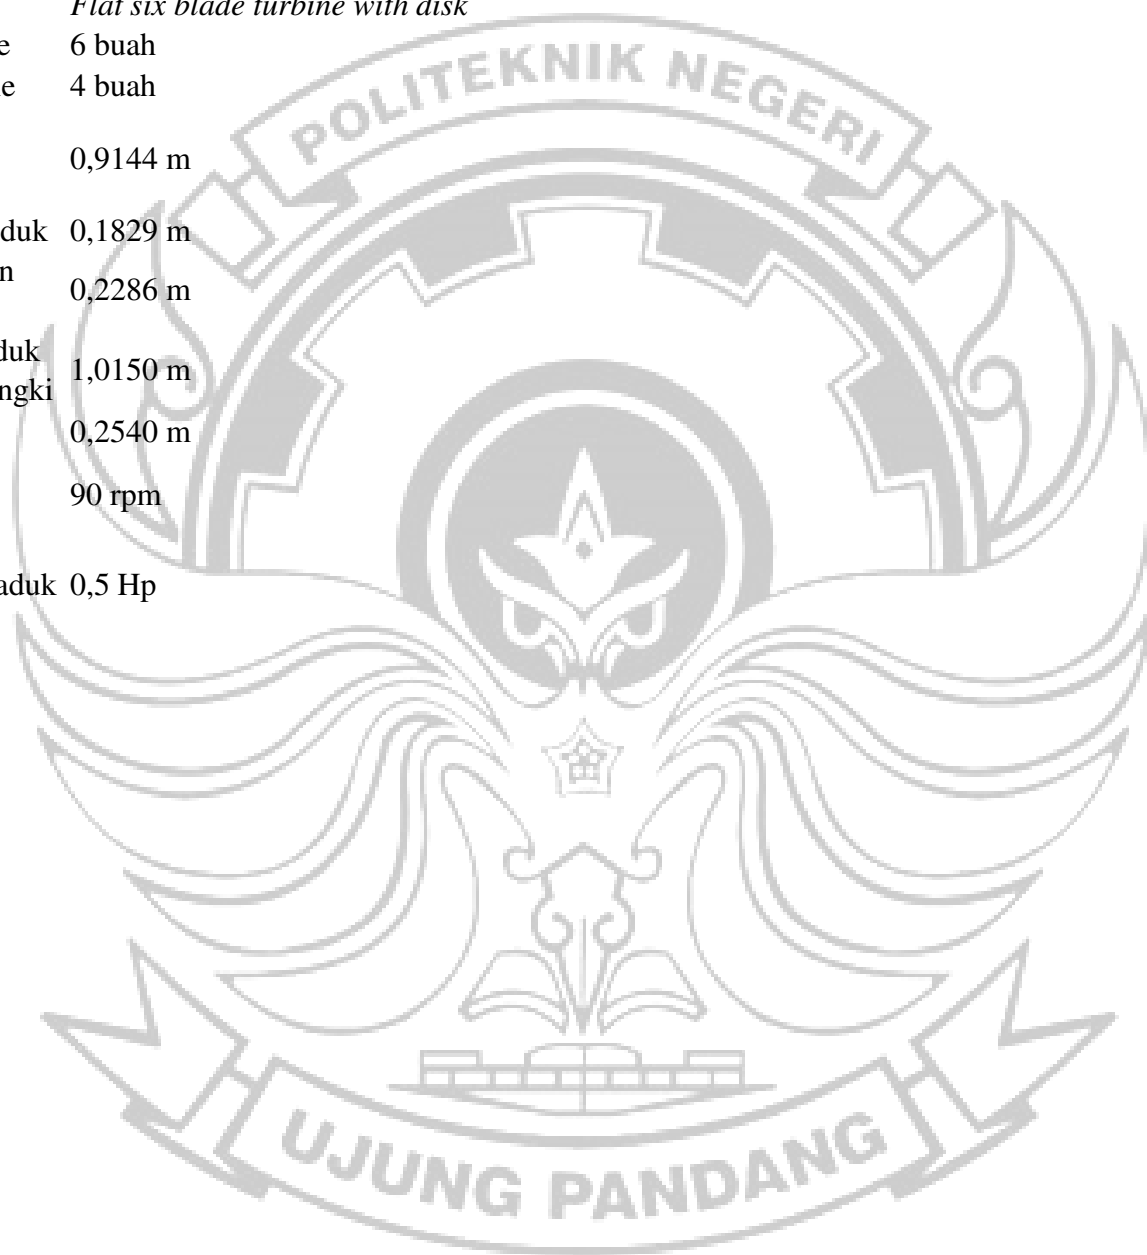 Flat six blade turbine with disk
e 6 buah
e 4 buah
0,9144 m
duk 0,1829 m
n
0,2286 m
duk
1,0150 m
ngki
0,2540 m
90 rpm
aduk 0,5 Hp
POLITEKNIK NEGERI
UJUNG PANDANG